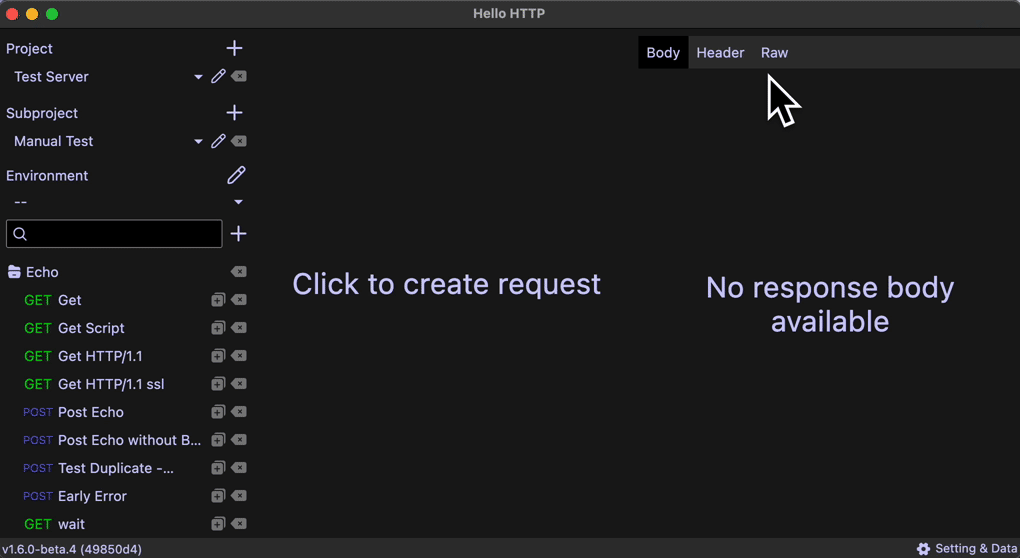 Hello HTTP
Project
Test Server
Subproject
Manual Test
Environment
--
Echo
GET Get
GET Get Script
GET Get HTTP/1.1
GET Get HTTP/1.1 ssl
POST Post Echo
POST Post Echo without B...
POST Test Duplicate -...
POST Early Error
GET wait
Click to create request
Body Header Raw
No response body
available
v1.6.0-beta.4 (49850d4)
Setting & Data